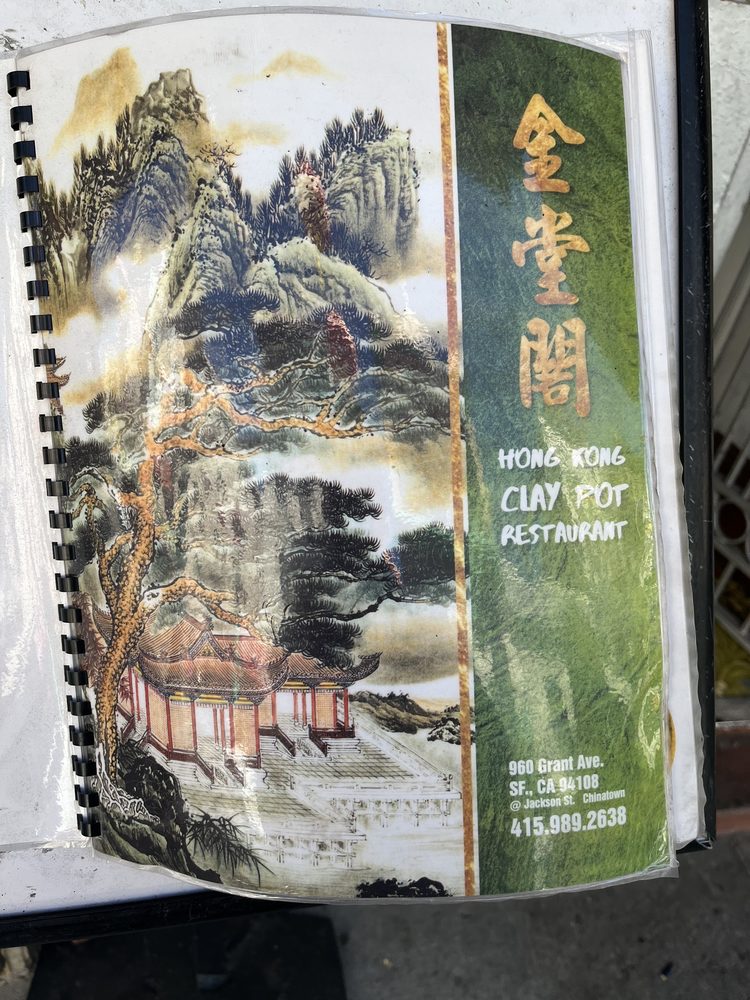 金堂閣
HONG KONG
CLAY POT
RESTAURANT
960 Grant Ave.
SF., CA 94108
@ Jackson St. Chinatown
415.989.2638